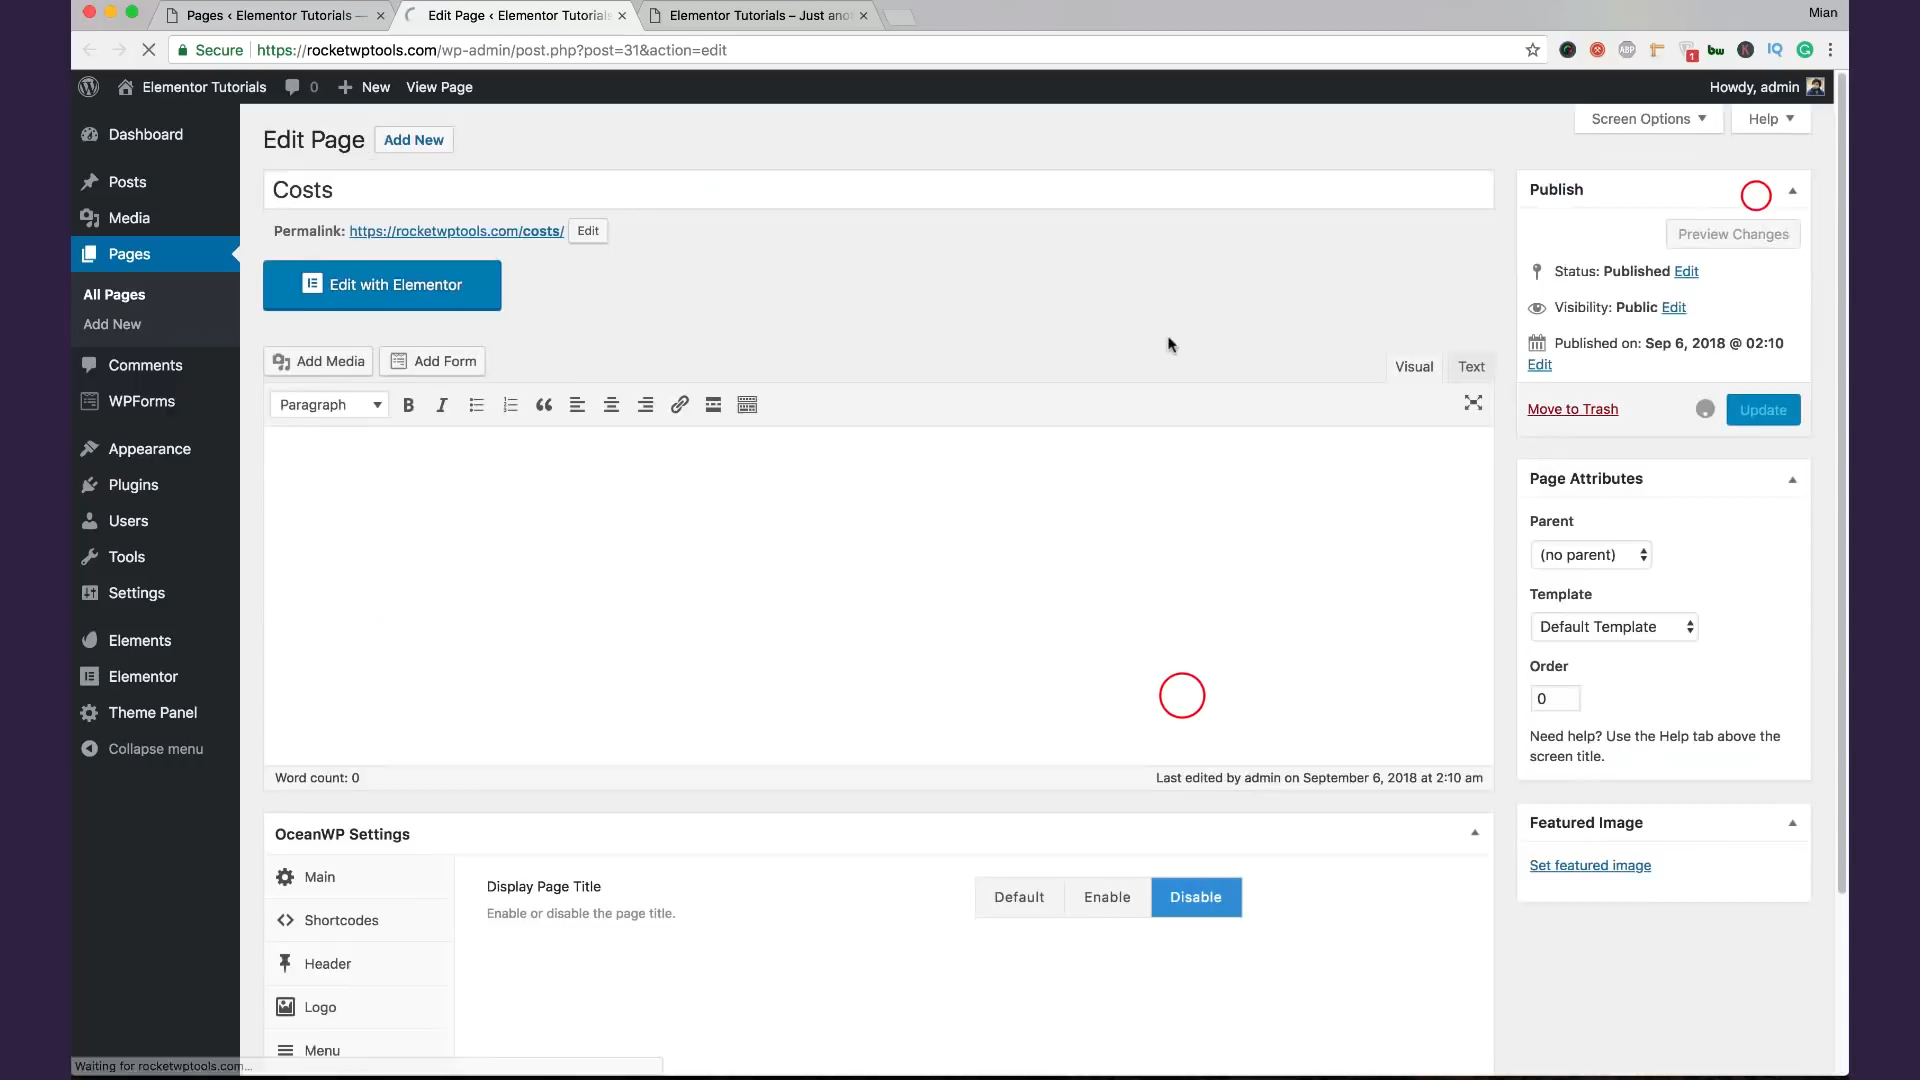 Pages ‹ Elementor Tutorials —
Edit Page ‹ Elementor Tutorials
Elementor Tutorials – Just ano
Mian
Secure
https://rocketwptools.com/wp-admin/post.php?post=31&action=edit
ABP
1
bw
K
IQ
Elementor Tutorials
0
New
View Page
Howdy, admin
Dashboard
Posts
Media
Pages
All Pages
Add New
Comments
WPForms
Appearance
Plugins
Users
Tools
Settings
Elements
Elementor
Theme Panel
Collapse menu
Screen Options
Help
Edit Page
Add New
Costs
Permalink: https://rocketwptools.com/costs/
Edit
Edit with Elementor
Add Media
Add Form
Visual
Text
Paragraph
Word count: 0
Last edited by admin on September 6, 2018 at 2:10 am
OceanWP Settings
Main
Shortcodes
Header
Logo
Menu
Display Page Title
Enable or disable the page title.
Default
Enable
Disable
Publish
Preview Changes
Status: Published Edit
Visibility: Public Edit
Published on: Sep 6, 2018 @ 02:10
Edit
Move to Trash
Update
Page Attributes
Parent
(no parent)
Template
Default Template
Order
0
Need help? Use the Help tab above the
screen title.
Featured Image
Set featured image
Waiting for rocketwptools.com...